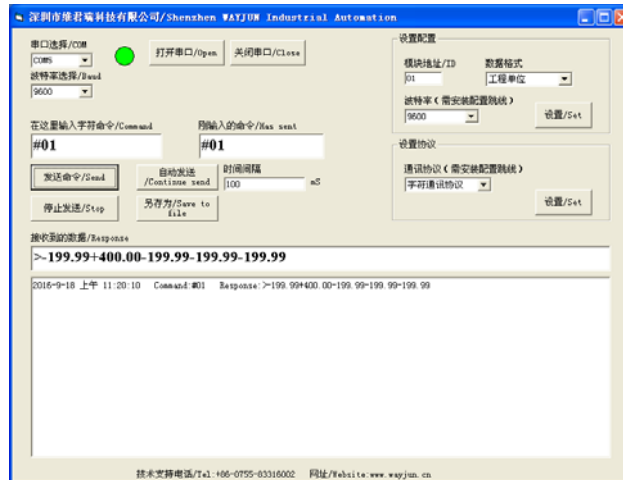 深圳市维君瑞科技有限公司/Shenzhen WAYJUN Industrial Automation
串口选择/COM
COM5
打开串口/Open
关闭串口/Close
波特率选择/Baud
9600
在这里输入字符命令/Command
用输入的命令/Has sent
#01
#01
发送命令/Send
自动发送
/Continue send
时间间隔
100
mS
停止发送/Stop
另存为/Save to
file
设置配置
模块地址/ID
数据格式
01
工程单位
波特率（需安装配置跳线）
9600
设置/Set
设置协议
通讯协议（需安装配置跳线）
字符通讯协议
设置/Set
接收到的数据/Response
>-199.99+400.00-199.99-199.99-199.99
2016-9-18 上午 11:20:10 Command:#01 Response:>-199.99+400.00-199.99-199.99-199.99
技术支持电话/Tel:+86-0755-83316002 网址/Website:www.wayjun.cn